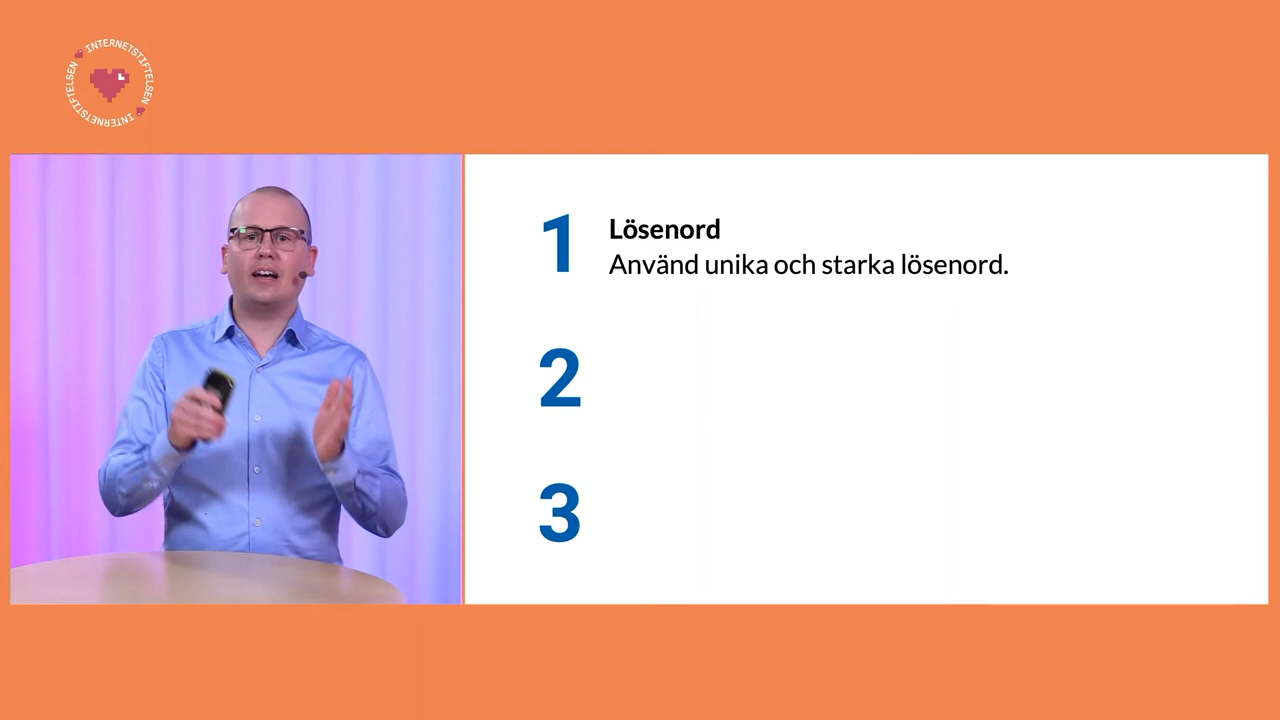 INTERNETSTIFTELSEN
INTERNETSTIFTELSEN
1
Lösenord
Använd unika och starka lösenord.
2
3